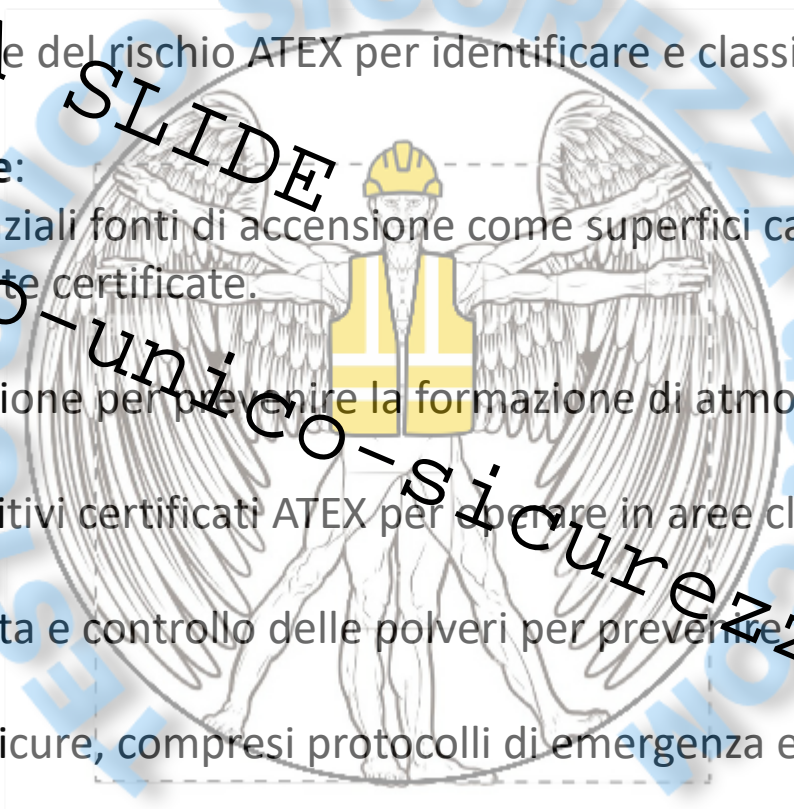 e del rischio ATEX per identificare e classi
SLIDE
e:
ziali fonti di accensione come superfici ca
te certificate.
o-unico-sicurezz
ione per prevenire la formazione di atmo
itivi certificati ATEX per operare in aree cl
ta e controllo delle polveri per prevenire
icure, compresi protocolli di emergenza e